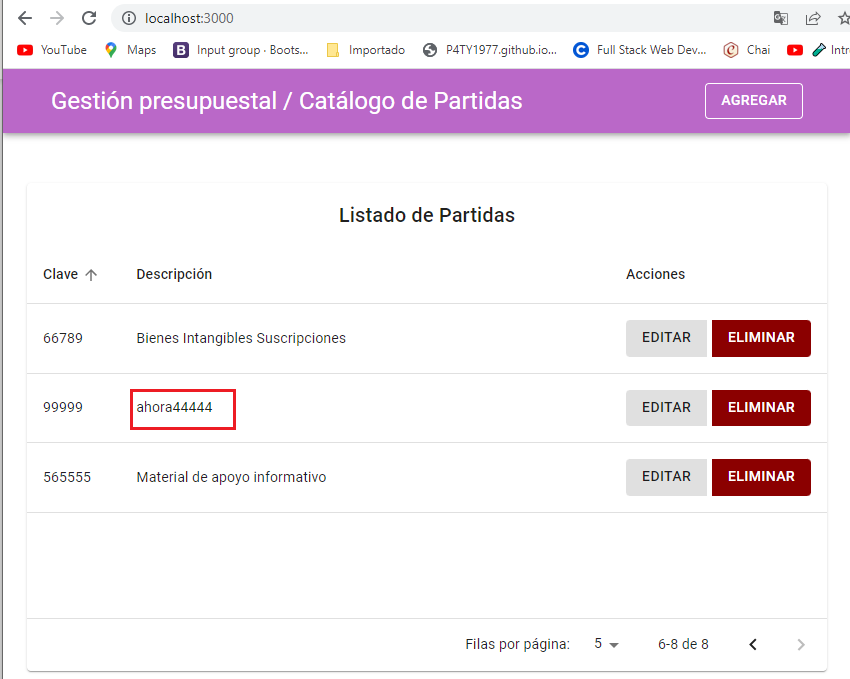 localhost:3000
YouTube Maps Input group · Boots... Importado P4TY1977.github.io... Full Stack Web Dev... Chai Intr
Gestión presupuestal / Catálogo de Partidas AGREGAR
Listado de Partidas
Clave Descripción Acciones
66789 Bienes Intangibles Suscripciones EDITAR ELIMINAR
99999 ahora44444 EDITAR ELIMINAR
565555 Material de apoyo informativo EDITAR ELIMINAR
Filas por página: 5 6-8 de 8